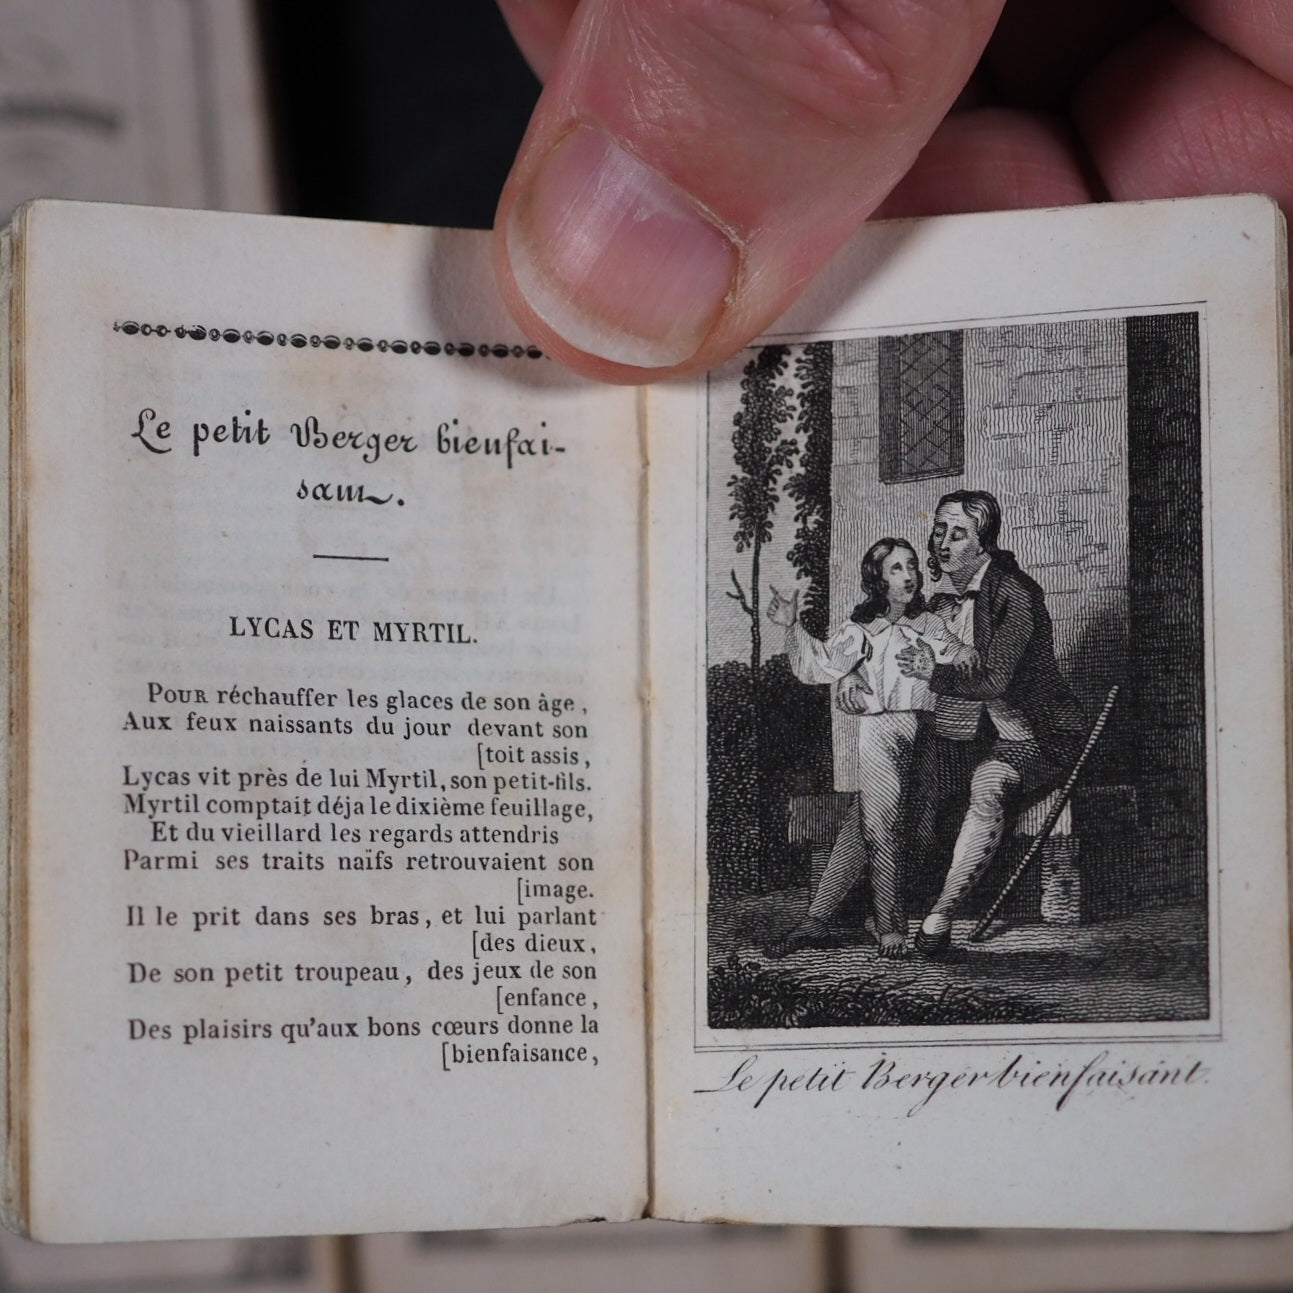 Le petit Berger bienfai-
sant.
LYCAS ET MYRTIL.
POUR réchauffer les glaces de son âge,
Aux feux naissants du jour devant son
[toit assis,
Lycas vit près de lui Myrtil, son petit-fils.
Myrtil comptait déja le dixième feuillage,
Et du vieillard les regards attendris
Parmi ses traits naïfs retrouvaient son
[image.
Il le prit dans ses bras, et lui parlant
[des dieux,
De son petit troupeau, des jeux de son
[enfance,
Des plaisirs qu'aux bons cœurs donne la
[bienfaisance,
Le petit Berger bienfaisant.